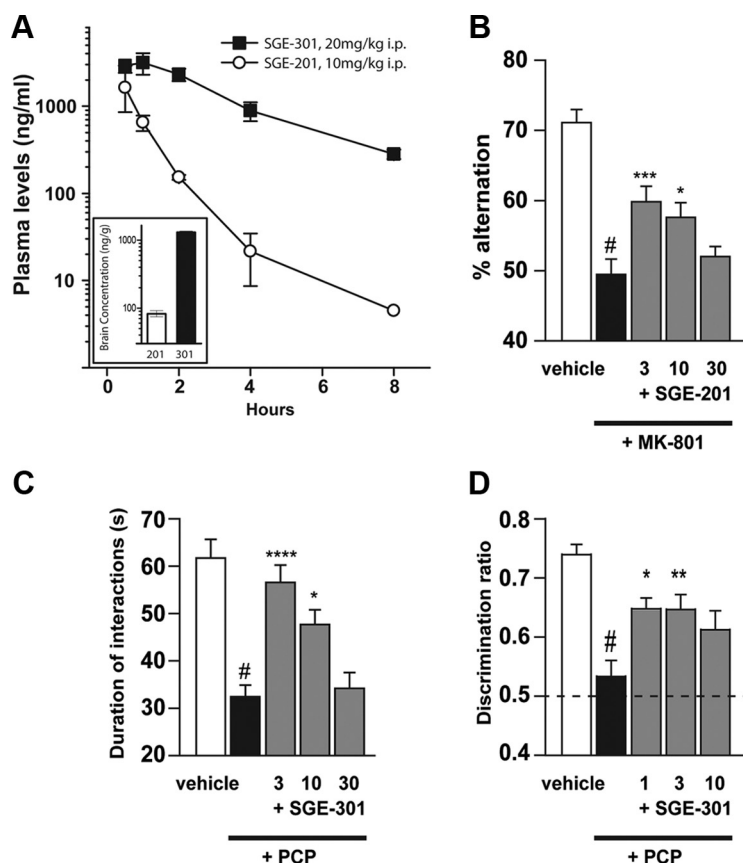 A
SGE-301, 20mg/kg i.p.
SGE-201, 10mg/kg i.p.
Plasma levels (ng/ml)
1000
100
10
0 2 4 6 8
Hours
Brain Concentration (ng/g)
1000
100
201 301
B
% alternation
80
70
60
50
40
# *** *
vehicle 3 10 30
+ SGE-201
+ MK-801
C
Duration of interactions (s)
70
60
50
40
30
20
# **** *
vehicle 3 10 30
+ SGE-301
+ PCP
D
Discrimination ratio
0.8
0.7
0.6
0.5
0.4
# * **
vehicle 1 3 10
+ SGE-301
+ PCP